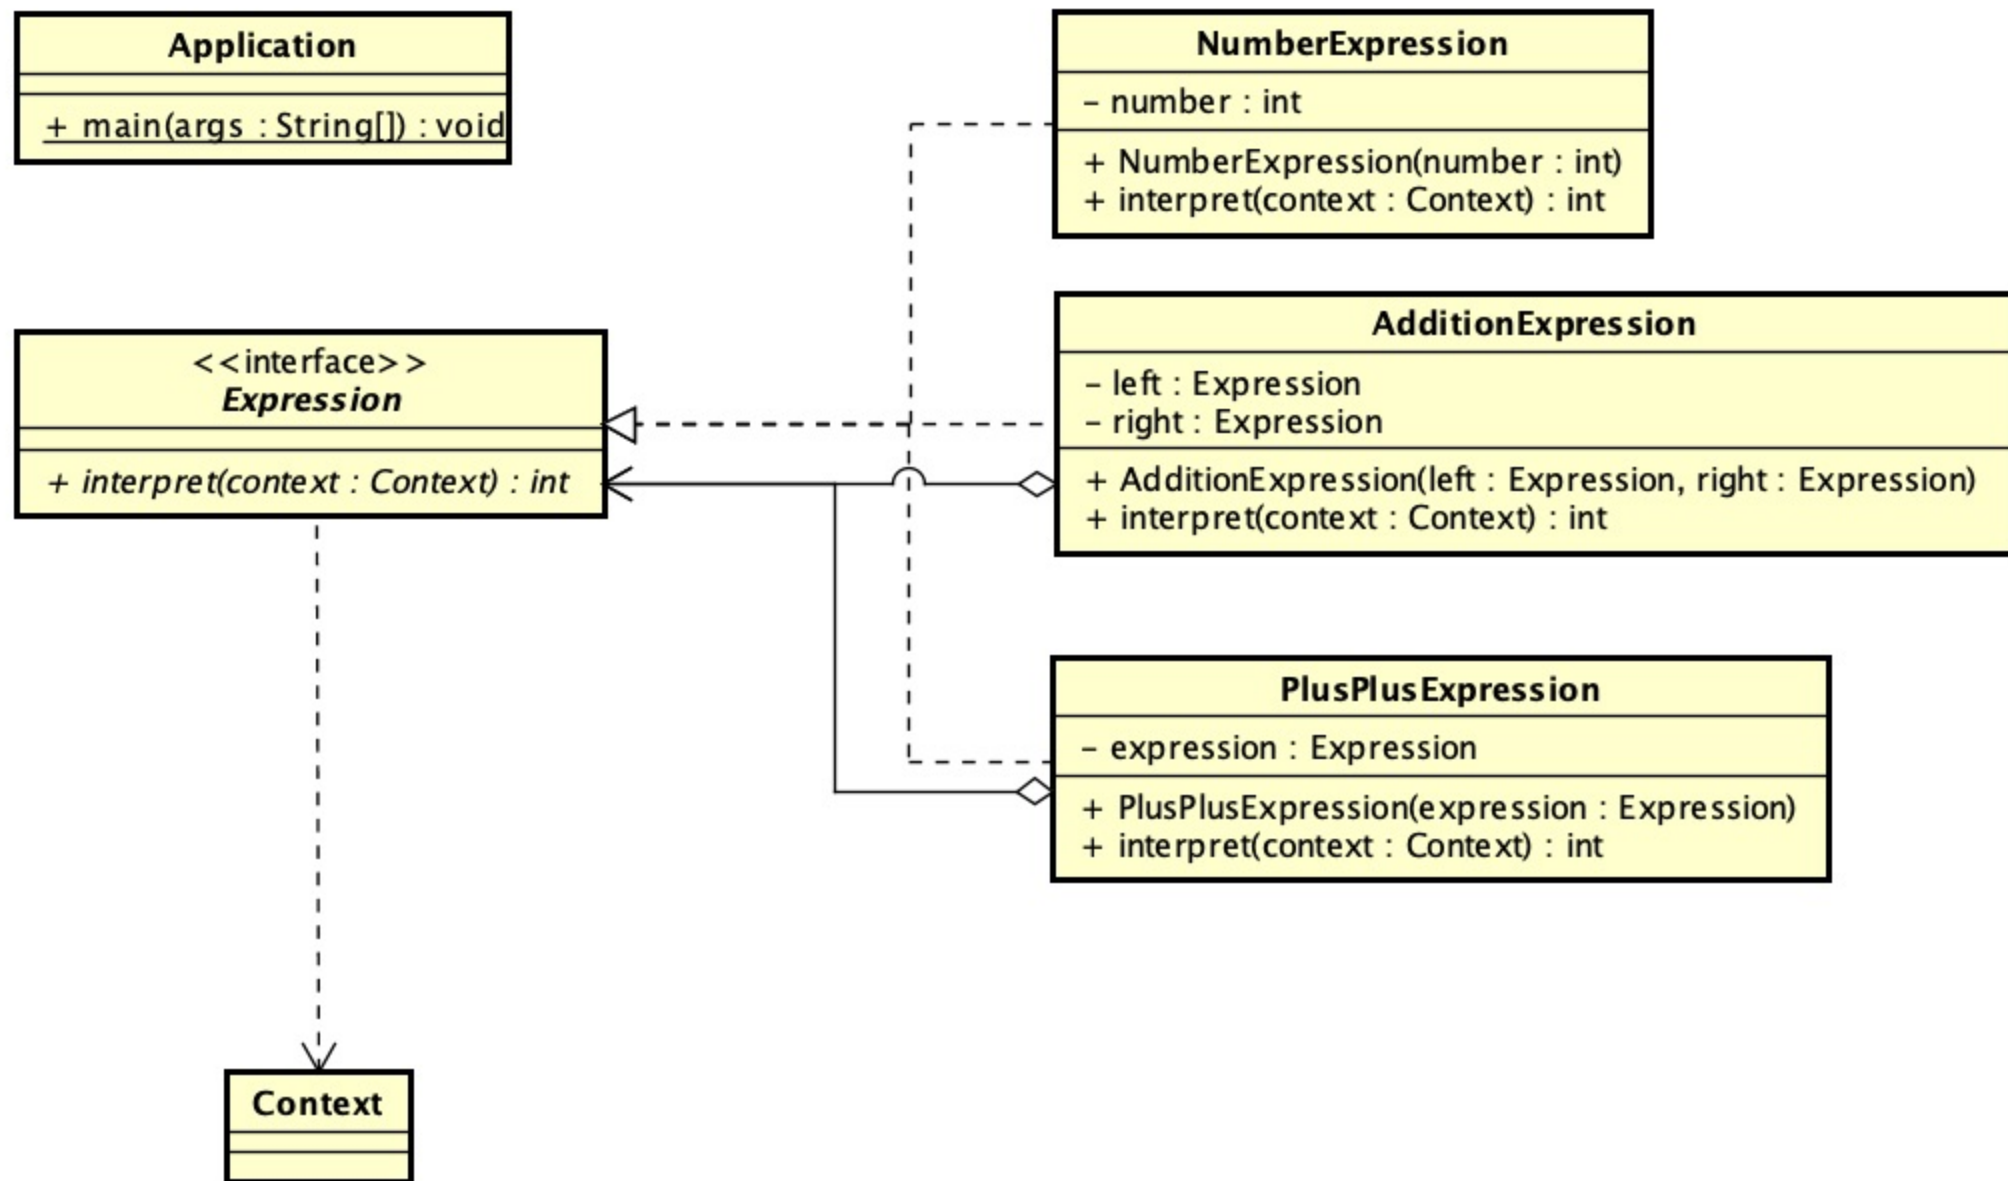 Application
+ main(args : String[]) : void
NumberExpression
– number : int
+ NumberExpression(number : int)
+ interpret(context : Context) : int
<<interface>>
Expression
+ interpret(context : Context) : int
AdditionExpression
– left : Expression
– right : Expression
+ AdditionExpression(left : Expression, right : Expression)
+ interpret(context : Context) : int
PlusPlusExpression
– expression : Expression
+ PlusPlusExpression(expression : Expression)
+ interpret(context : Context) : int
Context